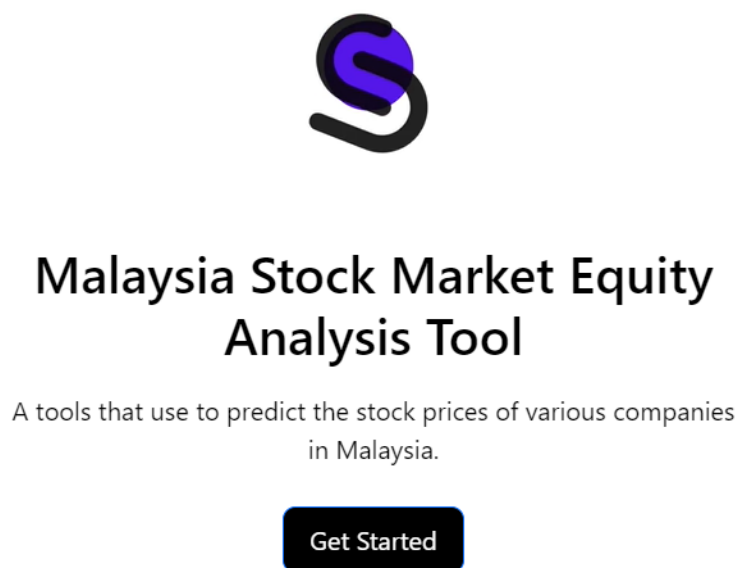 Malaysia Stock Market Equity
Analysis Tool
A tools that use to predict the stock prices of various companies
in Malaysia.
Get Started